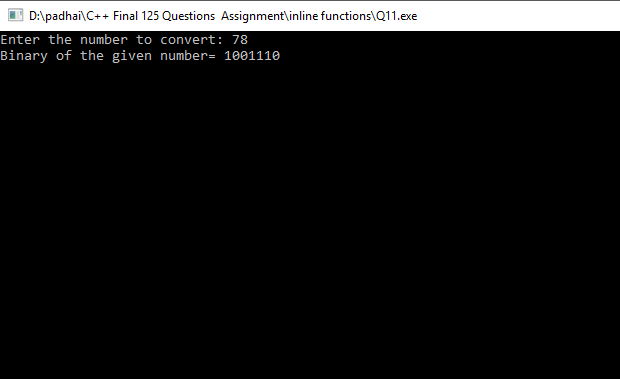 D:\padhai\C++ Final 125 Questions  Assignment\inline functions\Q11.exe
Enter the number to convert: 78
Binary of the given number= 1001110